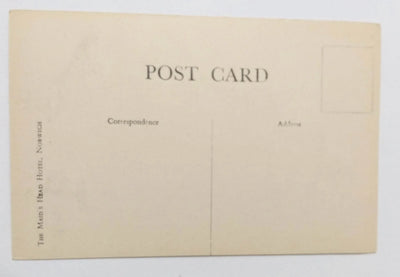 POST CARD
Correspondence
Address
THE MAID'S HEAD HOTEL, NORWICH